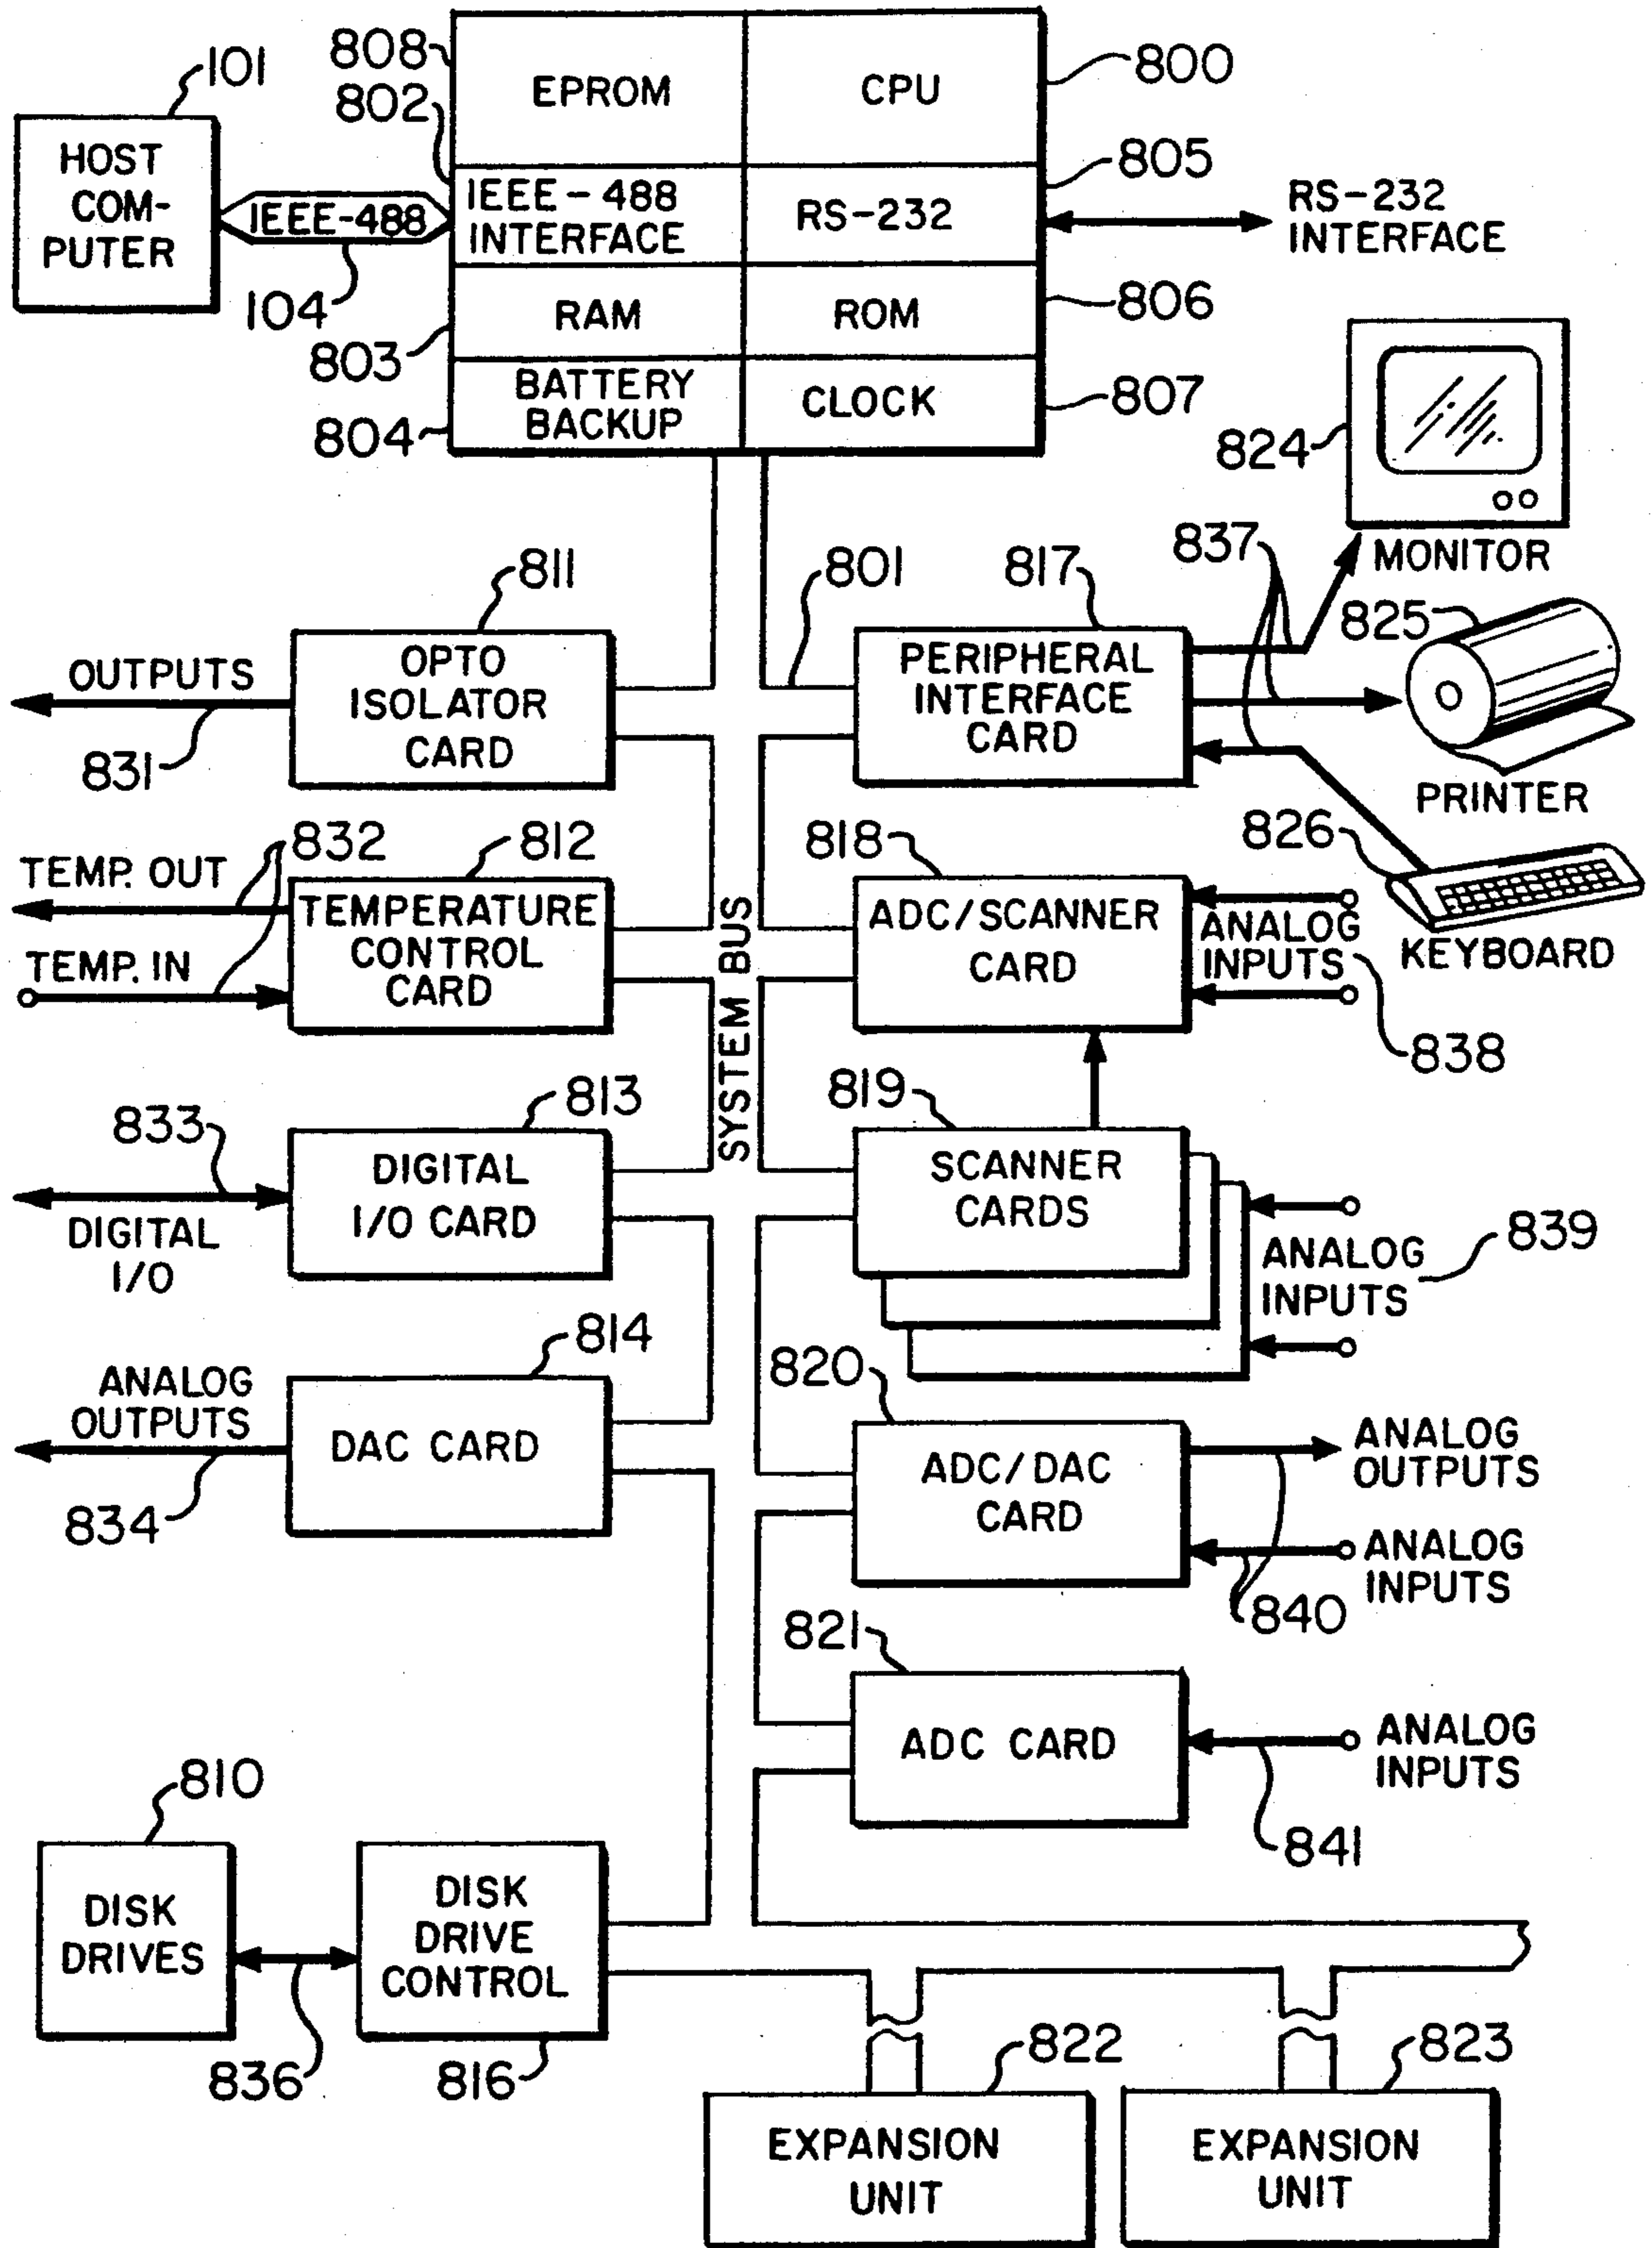 808
EPROM
CPU
800
101
802
HOST
COM-
PUTER
IEEE-488
104
IEEE-488
INTERFACE
RS-232
805
RS-232
INTERFACE
RAM
803
ROM
806
BATTERY
BACKUP
804
CLOCK
807
824
MONITOR
811
801
817
837
825
OUTPUTS
831
OPTO
ISOLATOR
CARD
PERIPHERAL
INTERFACE
CARD
PRINTER
832
812
818
826
TEMP. OUT
TEMP. IN
TEMPERATURE
CONTROL
CARD
SYSTEM BUS
ADC/SCANNER
CARD
ANALOG
INPUTS
838
KEYBOARD
833
813
819
DIGITAL
I/O
DIGITAL
I/O CARD
SCANNER
CARDS
ANALOG
INPUTS
839
814
820
ANALOG
OUTPUTS
834
DAC CARD
ADC/DAC
CARD
ANALOG
OUTPUTS
ANALOG
INPUTS
840
821
ADC CARD
ANALOG
INPUTS
841
810
DISK
DRIVES
836
DISK
DRIVE
CONTROL
816
822
823
EXPANSION
UNIT
EXPANSION
UNIT